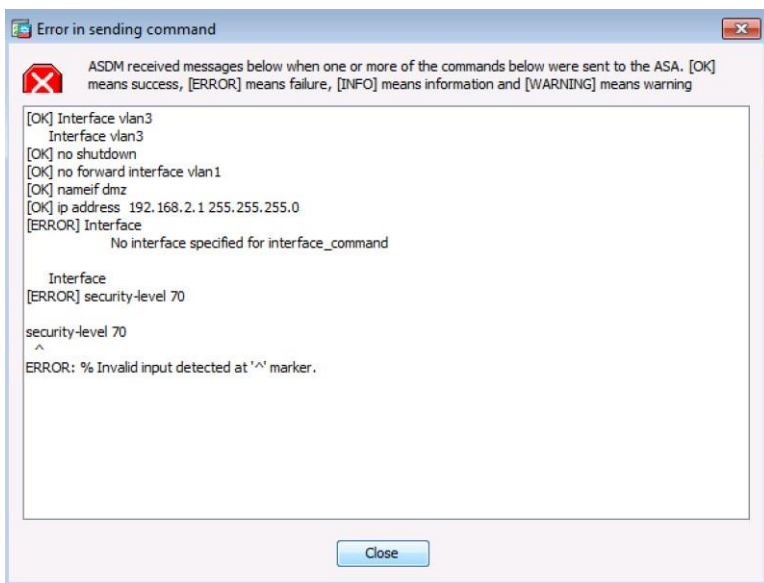 Error in sending command
ASDM received messages below when one or more of the commands below were sent to the ASA. [OK]
means success, [ERROR] means failure, [INFO] means information and [WARNING] means warning
[OK] Interface vlan3
Interface vlan3
[OK] no shutdown
[OK] no forward interface vlan1
[OK] nameif dmz
[OK] ip address 192.168.2.1 255.255.255.0
[ERROR] Interface
No interface specified for interface_command
Interface
[ERROR] security-level 70
security-level 70
^
ERROR: % Invalid input detected at '^' marker.
Close